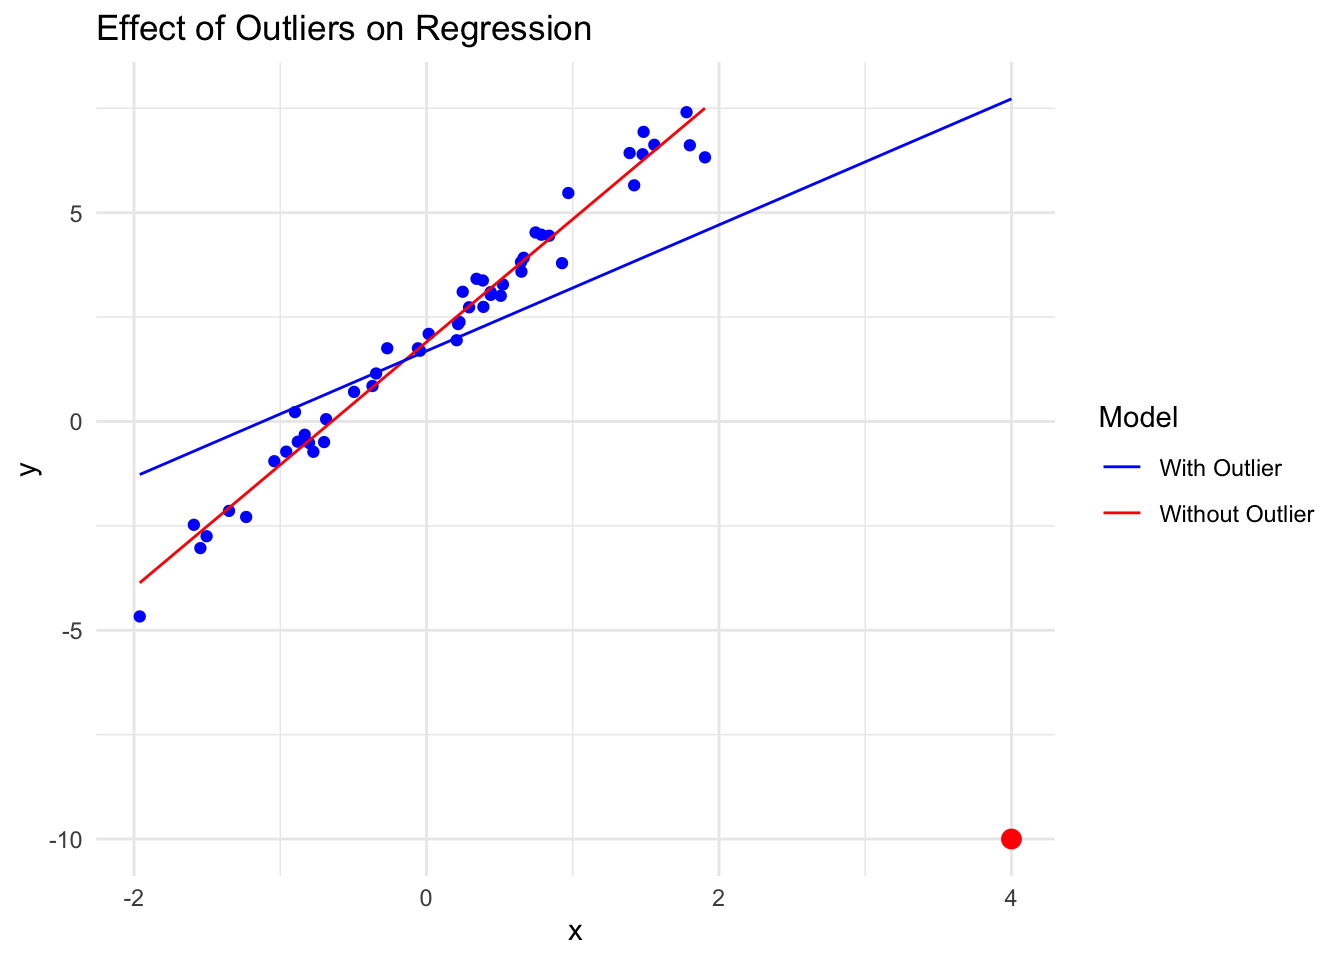 Effect of Outliers on Regression
5
0
-5
-10
y
-2 0 2 4
x
Model
With Outlier
Without Outlier